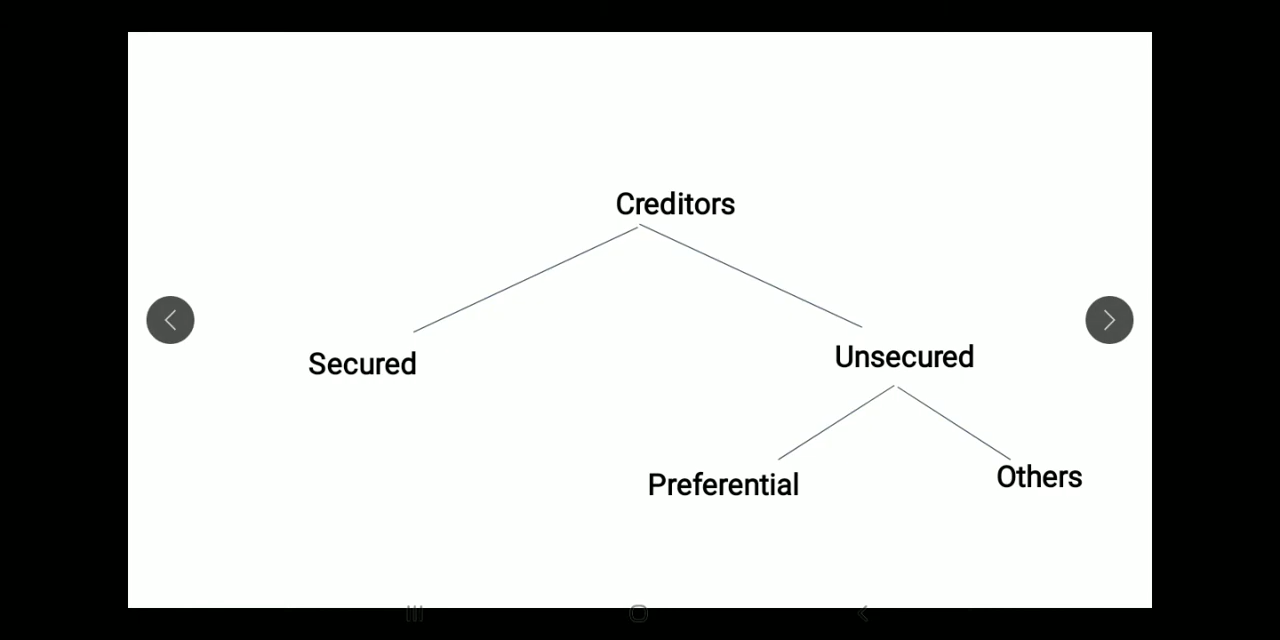 Creditors
Secured
Unsecured
Preferential
Others